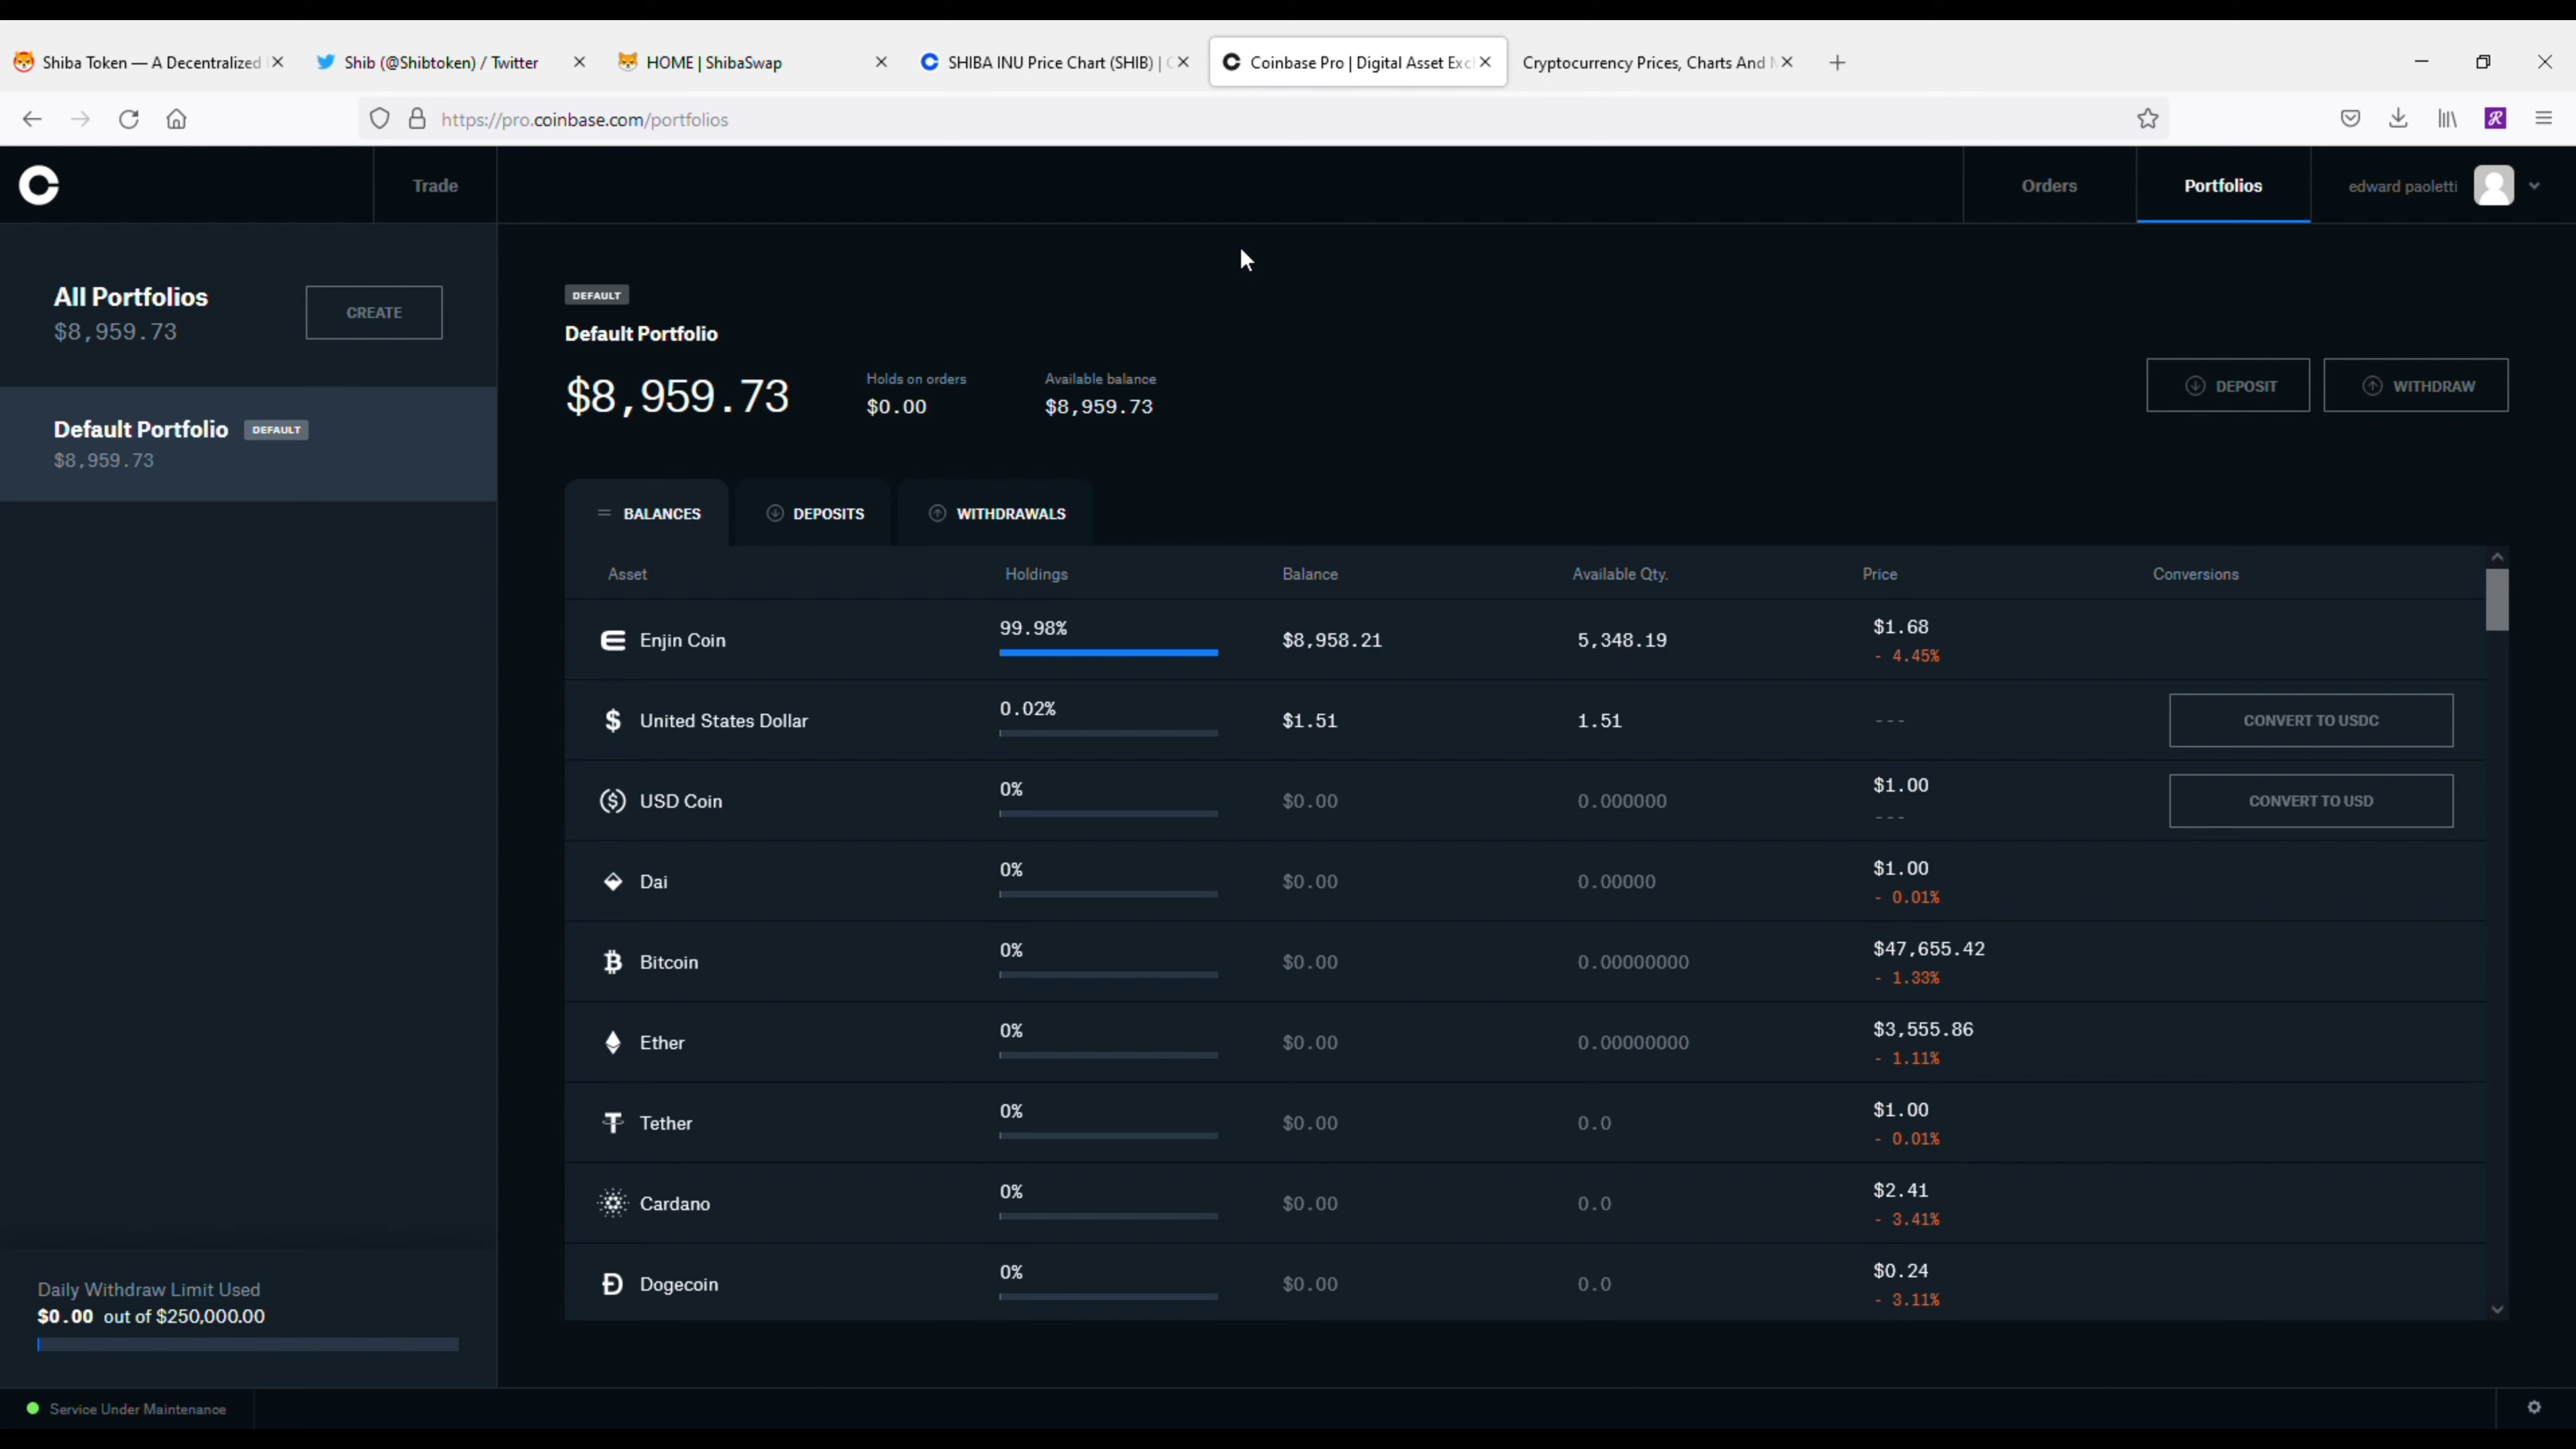 Shiba Token — A Decentralized
Shib (@Shibtoken) / Twitter
HOME | ShibaSwap
SHIBA INU Price Chart (SHIB) |
Coinbase Pro | Digital Asset Exc
Cryptocurrency Prices, Charts And
https://pro.coinbase.com/portfolios
Trade
Orders
Portfolios
edward paoletti
All Portfolios
$8,959.73
CREATE
Default Portfolio DEFAULT
$8,959.73
DEFAULT
Default Portfolio
$8,959.73
Holds on orders
$0.00
Available balance
$8,959.73
DEPOSIT
WITHDRAW
BALANCES
DEPOSITS
WITHDRAWALS
Asset Holdings Balance Available Qty. Price Conversions
Enjin Coin 99.98% $8,958.21 5,348.19 $1.68
- 4.45%
United States Dollar 0.02% $1.51 1.51 --- CONVERT TO USDC
USD Coin 0% $0.00 0.000000 $1.00 CONVERT TO USD
---
Dai 0% $0.00 0.00000 $1.00
- 0.01%
Bitcoin 0% $0.00 0.00000000 $47,655.42
- 1.33%
Ether 0% $0.00 0.00000000 $3,555.86
- 1.11%
Tether 0% $0.00 0.0 $1.00
- 0.01%
Cardano 0% $0.00 0.0 $2.41
- 3.41%
Dogecoin 0% $0.00 0.0 $0.24
- 3.11%
Daily Withdraw Limit Used
$0.00 out of $250,000.00
Service Under Maintenance